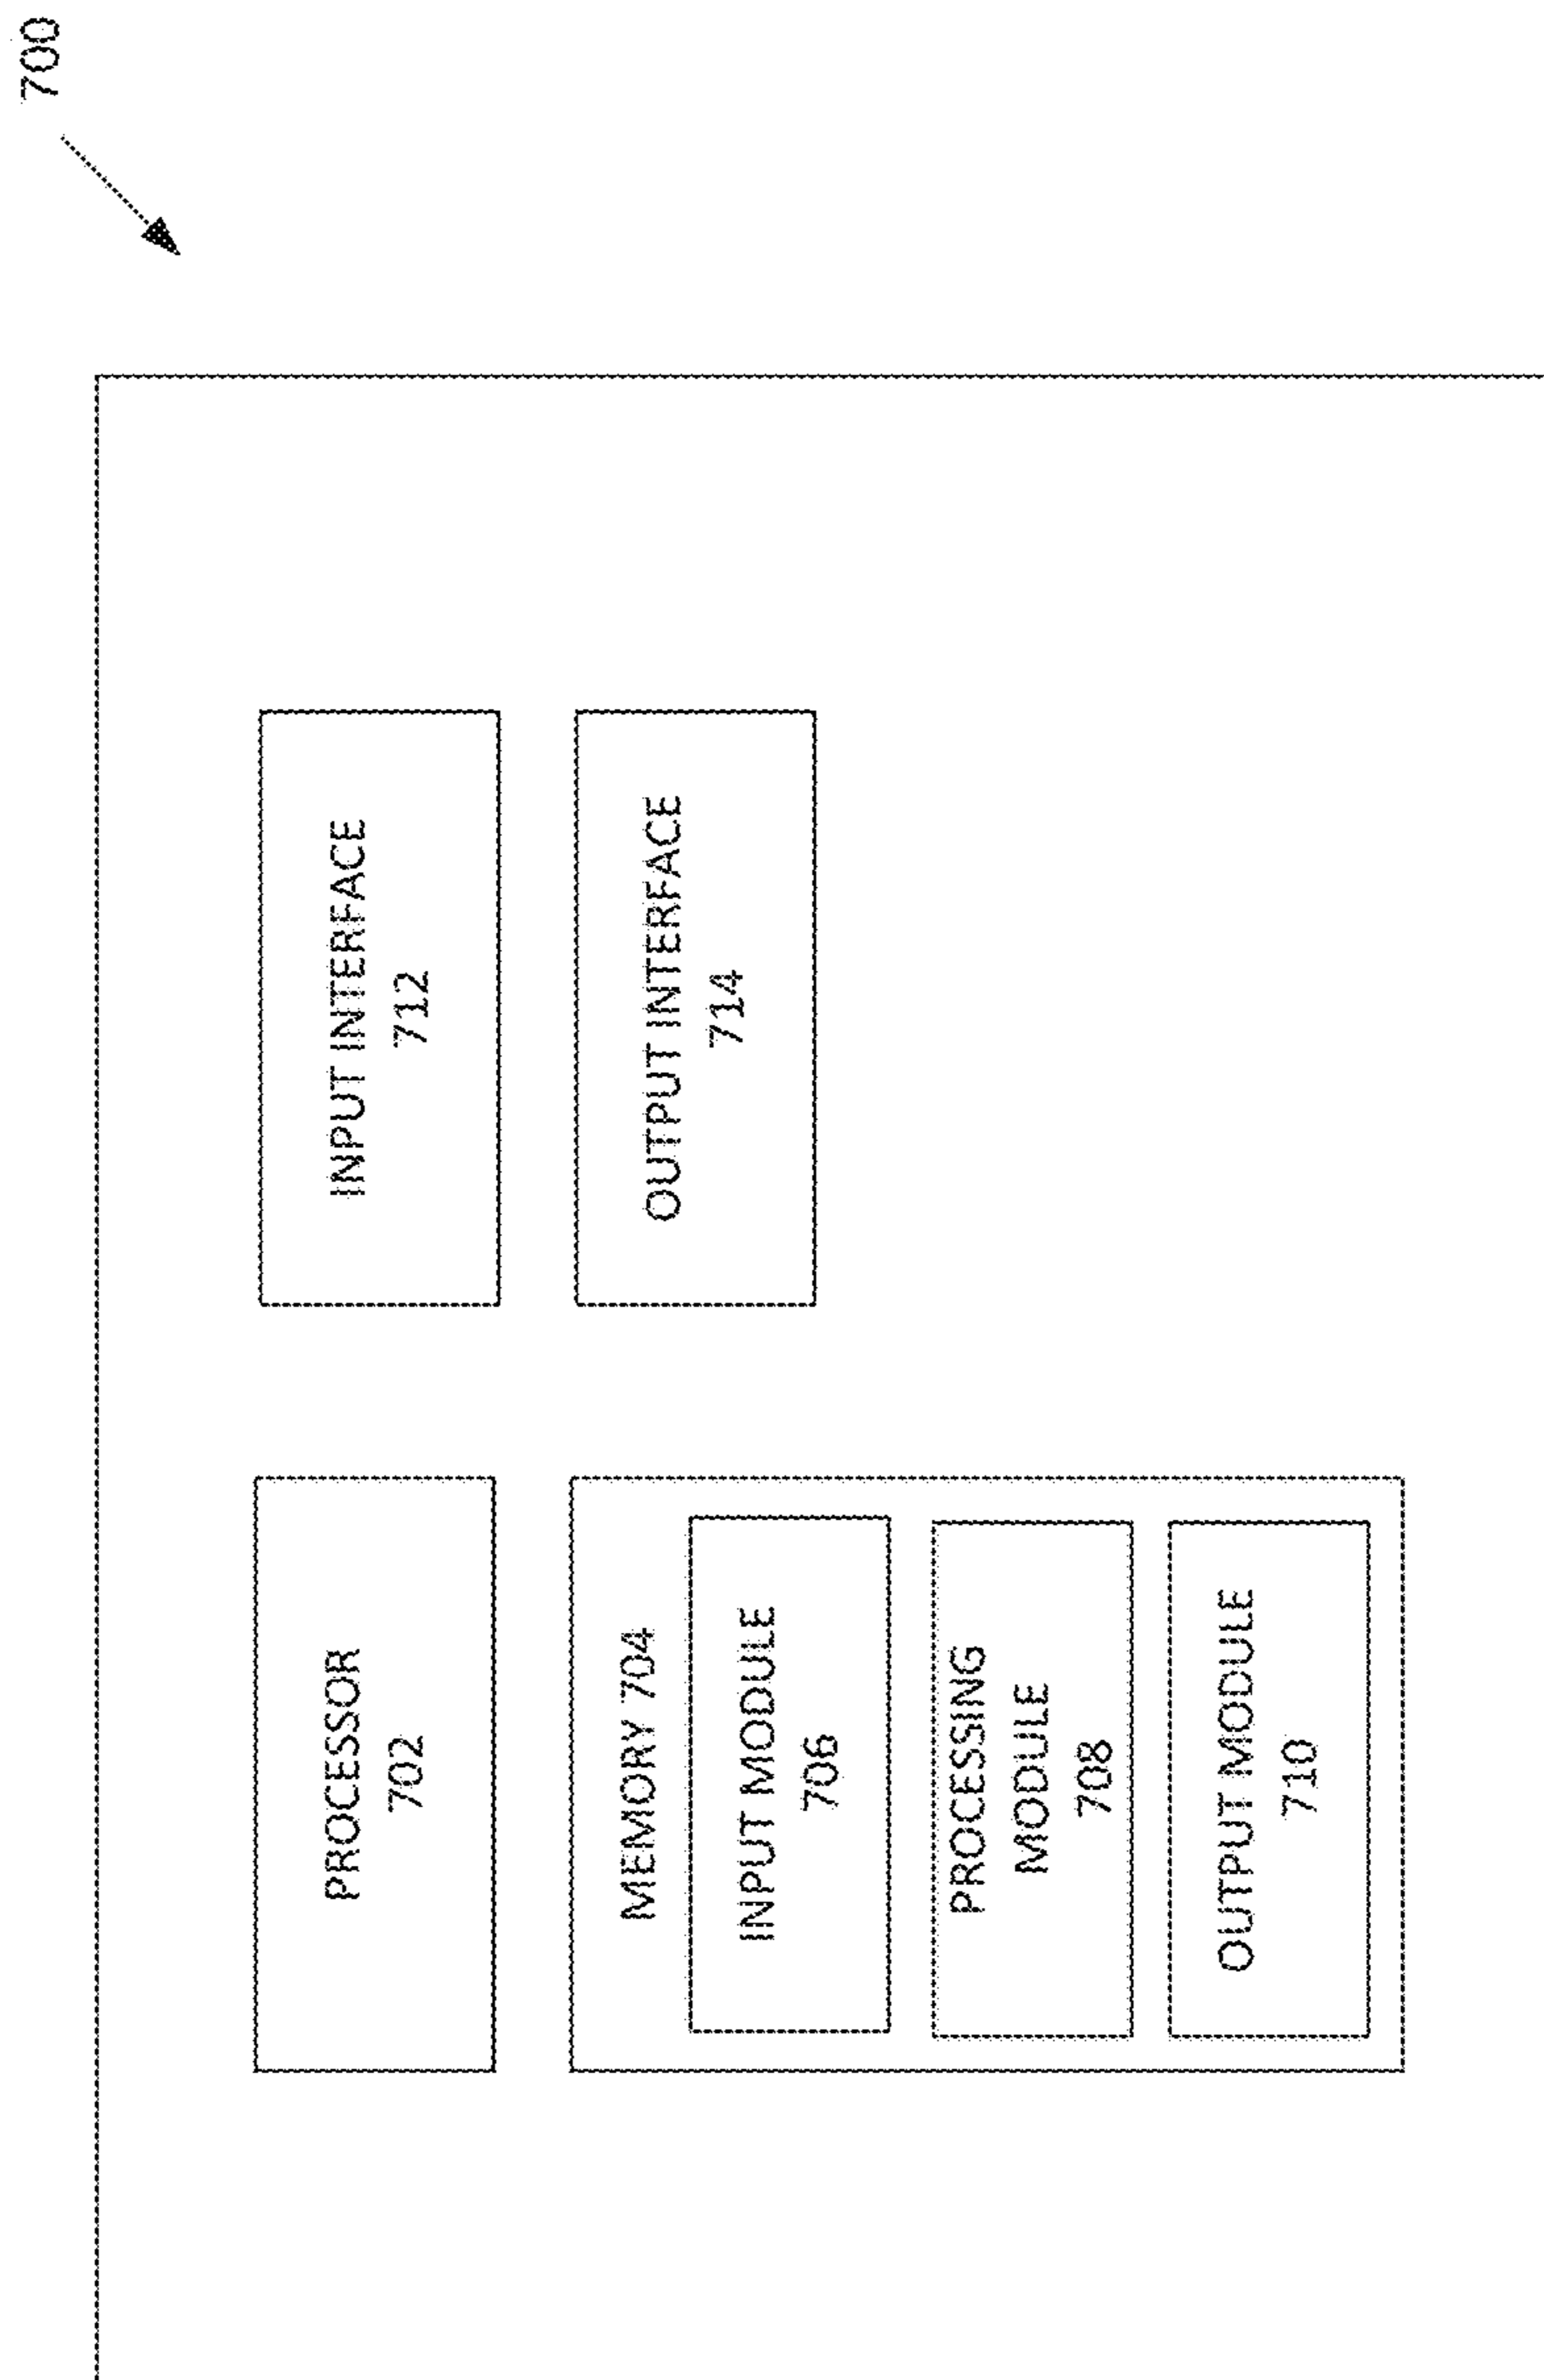 700
PROCESSOR
702
INPUT INTERFACE
712
MEMORY 704
INPUT MODULE
706
PROCESSING
MODULE
708
OUTPUT MODULE
710
OUTPUT INTERFACE
714